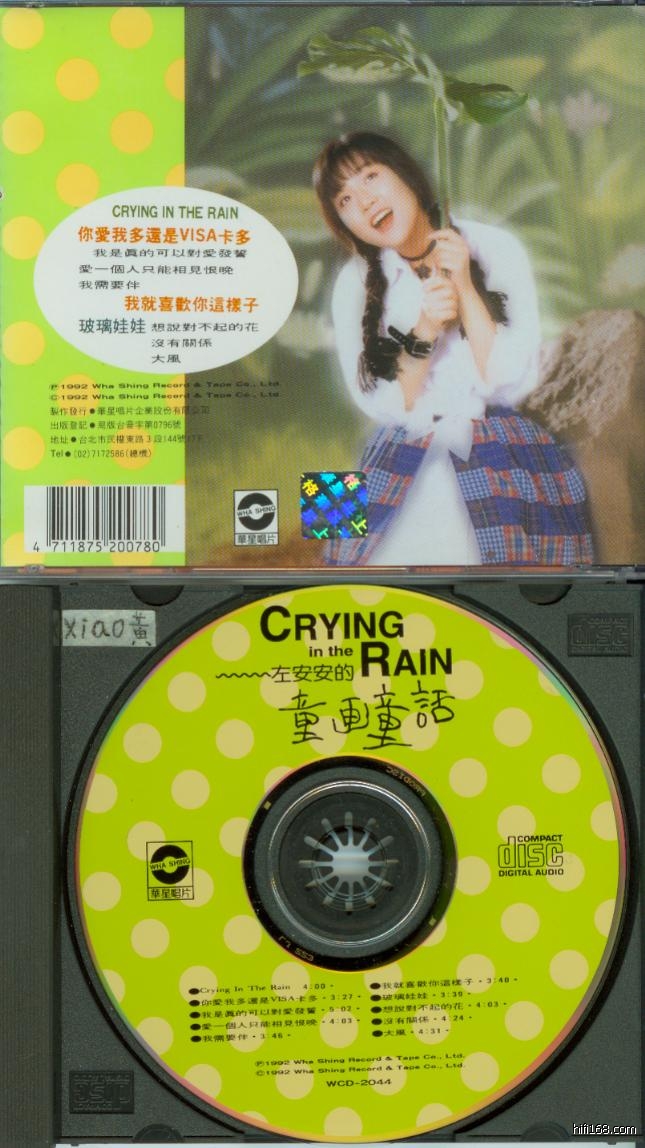 CRYING IN THE RAIN
你愛我多還是VISA卡多
我是真的可以對愛發誓
愛一個人只能相見恨晚
我需要伴
我就喜歡你這樣子
玻璃娃娃 想說對不起的花
沒有關係
大風
℗1992 Wha Shing Record & Tape Co., Ltd.
©1992 Wha Shing Record & Tape Co., Ltd.
製作發行●華星唱片企業股份有限公司
出版登記●局版台音字第0796號
地址●台北市民權東路3段144號
Tel●(02)7172586(總機)
4 711875 200780
WHA SHING
華星唱片
xiao黃
CRYING
in the RAIN
左安安的
童画童話
WHA SHING
華星唱片
COMPACT
disc
DIGITAL AUDIO
●Crying In The Rain 4:00・
●你愛我多還是VISA卡多・3:27・
●我是真的可以對愛發誓・5:02・
●愛一個人只能相見恨晚・4:03・
●我需要伴・3:46・
●我就喜歡你這樣子・3:48・
●玻璃娃娃・3:39・
●想說對不起的花・4:03・
●沒有關係・4:24・
●大風・4:31・
℗1992 Wha Shing Record & Tape Co., Ltd.
©1992 Wha Shing Record & Tape Co., Ltd.
WCD-2044
hifi168.com